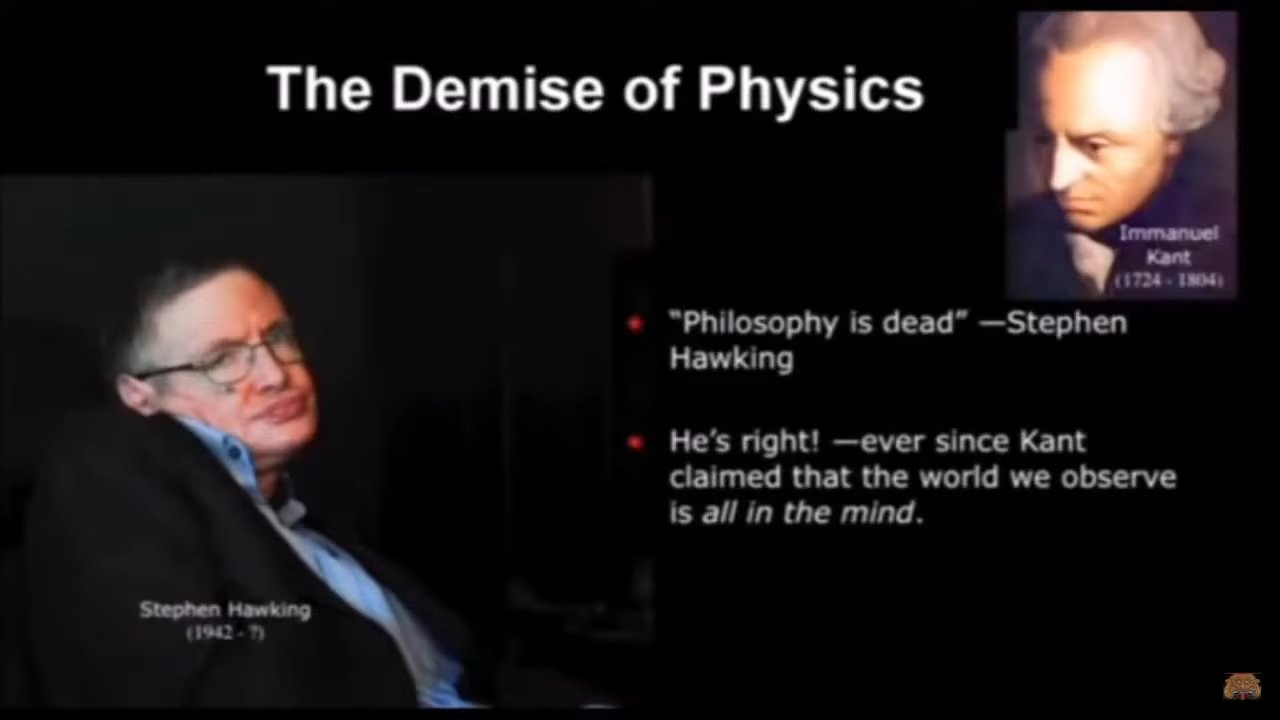 The Demise of Physics
Immanuel
Kant
(1724 - 1804)
• “Philosophy is dead” —Stephen
Hawking
• He’s right! —ever since Kant
claimed that the world we observe
is all in the mind.
Stephen Hawking
(1942 - ?)